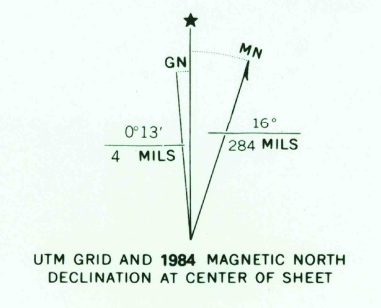 ★
MN
GN
0°13′
4 MILS
16°
284 MILS
UTM GRID AND 1984 MAGNETIC NORTH
DECLINATION AT CENTER OF SHEET